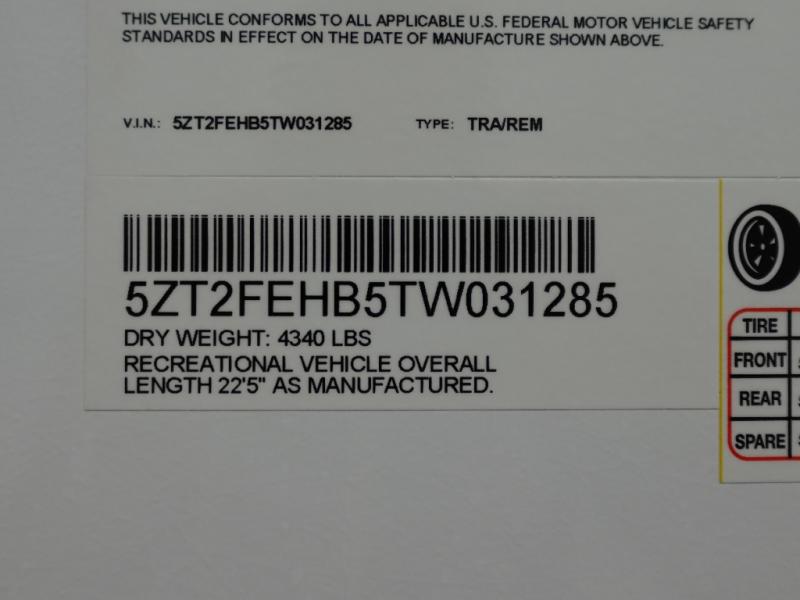 THIS VEHICLE CONFORMS TO ALL APPLICABLE U.S. FEDERAL MOTOR VEHICLE SAFETY
STANDARDS IN EFFECT ON THE DATE OF MANUFACTURE SHOWN ABOVE.
V.I.N.: 5ZT2FEHB5TW031285 TYPE: TRA/REM
5ZT2FEHB5TW031285
DRY WEIGHT: 4340 LBS
RECREATIONAL VEHICLE OVERALL
LENGTH 22'5" AS MANUFACTURED.
TIRE
FRONT
REAR
SPARE